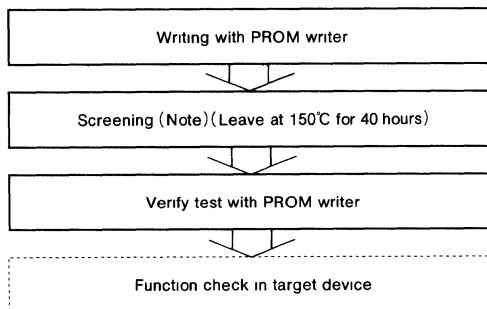 Writing with PROM writer
Screening (Note) (Leave at 150℃ for 40 hours)
Verify test with PROM writer
Function check in target device